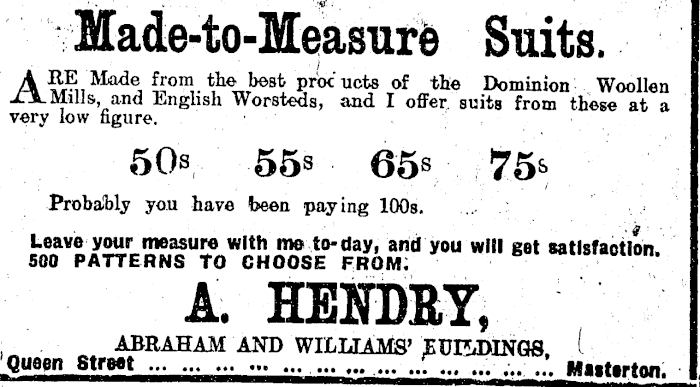 Made-to-Measure Suits.
ARE Made from the best products of the Dominion Woollen
Mills, and English Worsteds, and I offer suits from these at a
very low figure.
50s 55s 65s 75s
Probably you have been paying 100s.
Leave your measure with me to-day, and you will get satisfaction.
500 PATTERNS TO CHOOSE FROM.
A. HENDRY,
ABRAHAM AND WILLIAMS' BUILDINGS,
Queen Street ... ... ... ... ... ... ... ... ... ... ... ... ... Masterton.